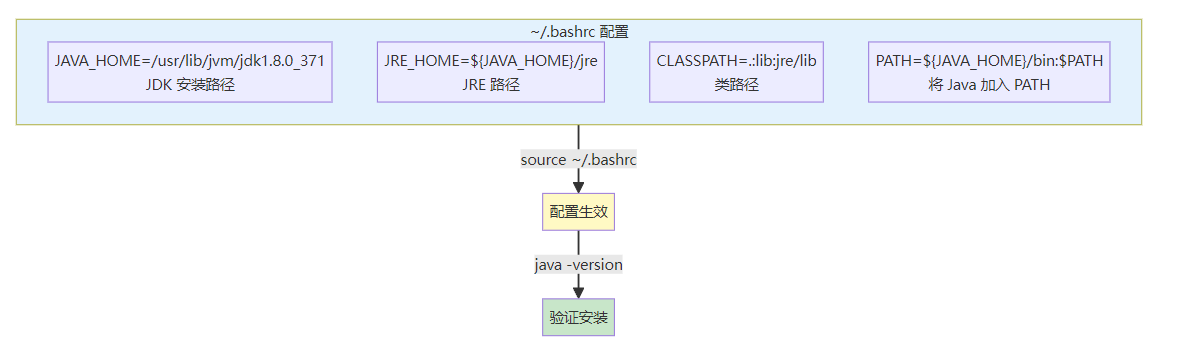 ~/.bashrc 配置
JAVA_HOME=/usr/lib/jvm/jdk1.8.0_371
JDK 安装路径
JRE_HOME=${JAVA_HOME}/jre
JRE 路径
CLASSPATH=.:lib:jre/lib
类路径
PATH=${JAVA_HOME}/bin:$PATH
将 Java 加入 PATH
source ~/.bashrc
配置生效
java -version
验证安装